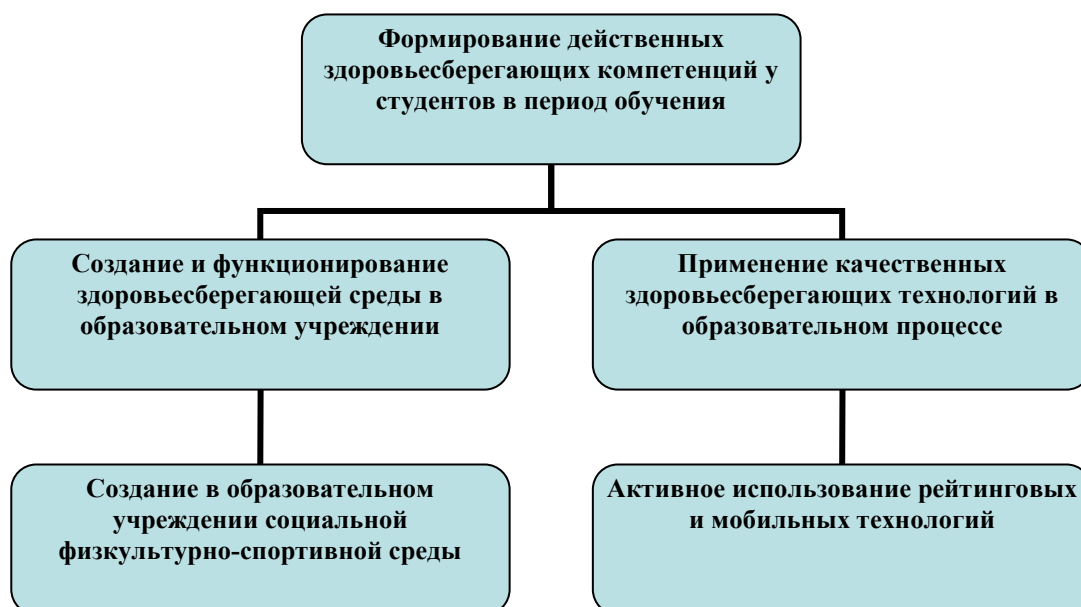 Формирование действенных
здоровьесберегающих компетенций у
студентов в период обучения
Создание и функционирование
здоровьесберегающей среды в
образовательном учреждении
Применение качественных
здоровьесберегающих технологий в
образовательном процессе
Создание в образовательном
учреждении социальной
физкультурно-спортивной среды
Активное использование рейтинговых
и мобильных технологий